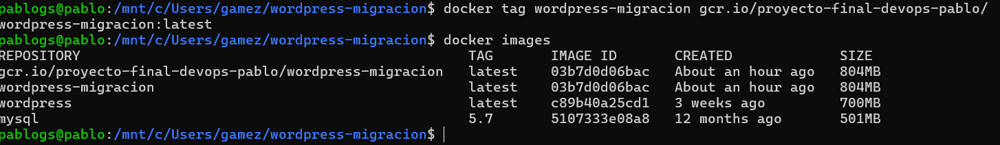 pablogs@pablo:/mnt/c/Users/gamez/wordpress-migracion$ docker tag wordpress-migracion gcr.io/proyecto-final-devops-pablo/
wordpress-migracion:latest
pablogs@pablo:/mnt/c/Users/gamez/wordpress-migracion$ docker images
REPOSITORY TAG IMAGE ID CREATED SIZE
gcr.io/proyecto-final-devops-pablo/wordpress-migracion latest 03b7d0d06bac About an hour ago 804MB
wordpress-migracion latest 03b7d0d06bac About an hour ago 804MB
wordpress latest c89b40a25cd1 3 weeks ago 700MB
mysql 5.7 5107333e08a8 12 months ago 501MB
pablogs@pablo:/mnt/c/Users/gamez/wordpress-migracion$